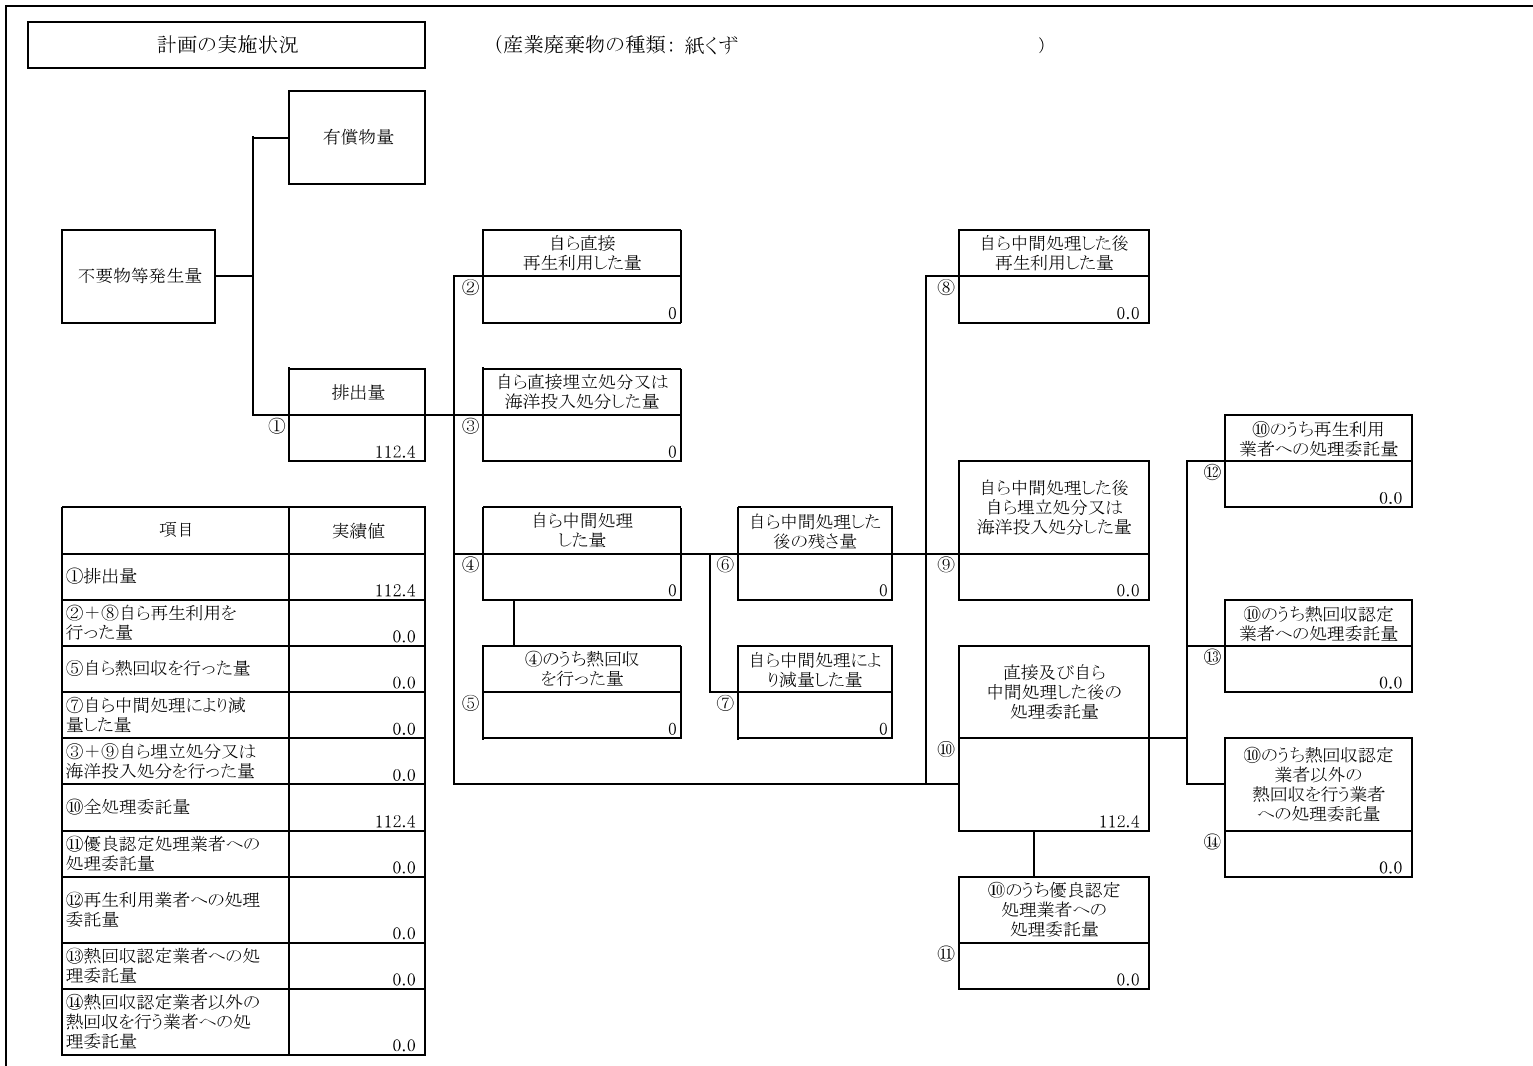 計画の実施状況
（産業廃棄物の種類：紙くず　）
有償物量
不要物等発生量
排出量
①
112.4
自ら直接
再生利用した量
②
0
自ら直接埋立処分又は
海洋投入処分した量
③
0
自ら中間処理
した量
④
0
④のうち熱回収
を行った量
⑤
0
自ら中間処理した
後の残さ量
⑥
0
自ら中間処理によ
り減量した量
⑦
0
自ら中間処理した後
再生利用した量
⑧
0.0
自ら中間処理した後
自ら埋立処分又は
海洋投入処分した量
⑨
0.0
直接及び自ら
中間処理した後の
処理委託量
⑩
112.4
⑩のうち優良認定
処理業者への
処理委託量
⑪
0.0
⑩のうち再生利用
業者への処理委託量
⑫
0.0
⑩のうち熱回収認定
業者への処理委託量
⑬
0.0
⑩のうち熱回収認定
業者以外の
熱回収を行う業者
への処理委託量
⑭
0.0
項目 実績値
①排出量
112.4
②＋⑧自ら再生利用を
行った量
0.0
⑤自ら熱回収を行った量
0.0
⑦自ら中間処理により減
量した量
0.0
③＋⑨自ら埋立処分又は
海洋投入処分を行った量
0.0
⑩全処理委託量
112.4
⑪優良認定処理業者への
処理委託量
0.0
⑫再生利用業者への処理
委託量
0.0
⑬熱回収認定業者への処
理委託量
0.0
⑭熱回収認定業者以外の
熱回収を行う業者への処
理委託量
0.0